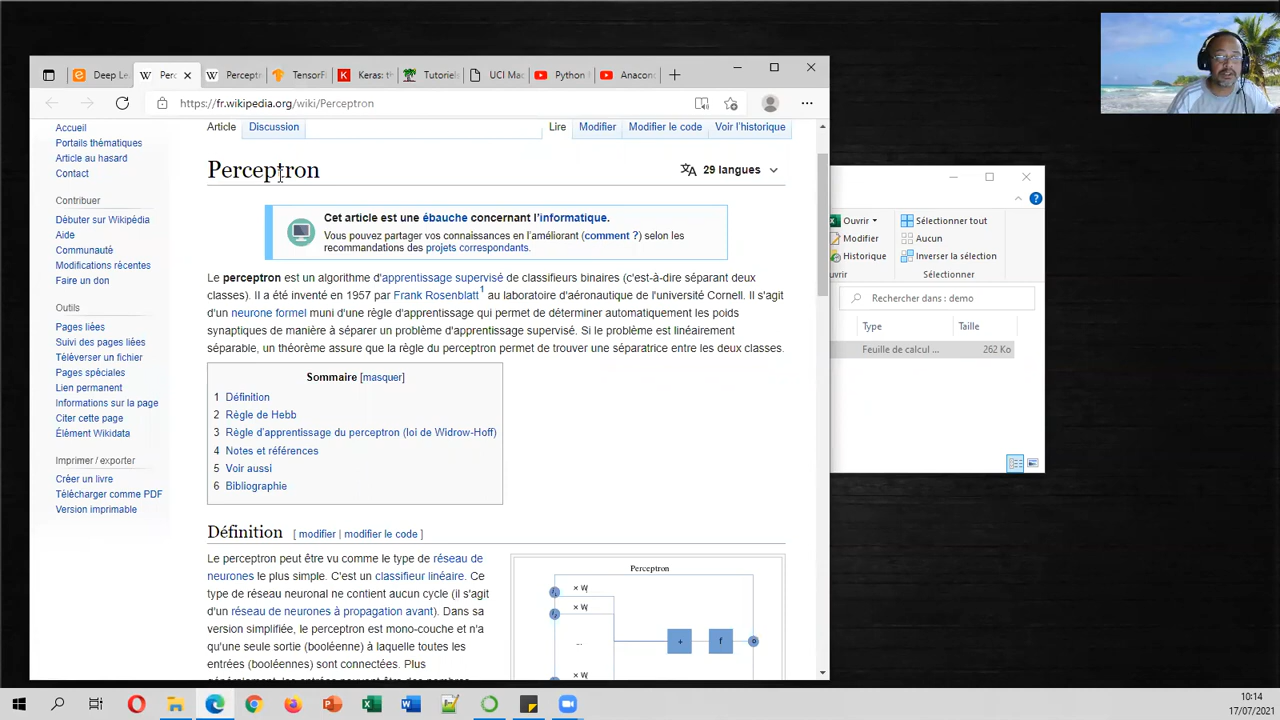 Deep Le
Perc
Percept
TensorF
Keras: t
Tutoriel
UCI Mac
Python
Anacon
https://fr.wikipedia.org/wiki/Perceptron
Accueil
Portails thématiques
Article au hasard
Contact
Contribuer
Débuter sur Wikipédia
Aide
Communauté
Modifications récentes
Faire un don
Outils
Pages liées
Suivi des pages liées
Téléverser un fichier
Pages spéciales
Lien permanent
Informations sur la page
Citer cette page
Élément Wikidata
Imprimer / exporter
Créer un livre
Télécharger comme PDF
Version imprimable
Article Discussion Lire Modifier Modifier le code Voir l'historique
Perceptron 29 langues
Cet article est une ébauche concernant l'informatique.
Vous pouvez partager vos connaissances en l'améliorant (comment ?) selon les
recommandations des projets correspondants.
Le perceptron est un algorithme d'apprentissage supervisé de classifieurs binaires (c'est-à-dire séparant deux
classes). Il a été inventé en 1957 par Frank Rosenblatt1 au laboratoire d'aéronautique de l'université Cornell. Il s'agit
d'un neurone formel muni d'une règle d'apprentissage qui permet de déterminer automatiquement les poids
synaptiques de manière à séparer un problème d'apprentissage supervisé. Si le problème est linéairement
séparable, un théorème assure que la règle du perceptron permet de trouver une séparatrice entre les deux classes.
Sommaire [masquer]
1 Définition
2 Règle de Hebb
3 Règle d'apprentissage du perceptron (loi de Widrow-Hoff)
4 Notes et références
5 Voir aussi
6 Bibliographie
Définition [ modifier | modifier le code ]
Le perceptron peut être vu comme le type de réseau de
neurones le plus simple. C'est un classifieur linéaire. Ce
type de réseau neuronal ne contient aucun cycle (il s'agit
d'un réseau de neurones à propagation avant). Dans sa
version simplifiée, le perceptron est mono-couche et n'a
qu'une seule sortie (booléenne) à laquelle toutes les
entrées (booléennes) sont connectées. Plus
Perceptron
× W
× W
...
+ f o
× W
Ouvrir
Modifier
Historique
Sélectionner tout
Aucun
Inverser la sélection
Sélectionner
Rechercher dans : demo
Type Taille
Feuille de calcul ... 262 Ko
10:14
17/07/2021